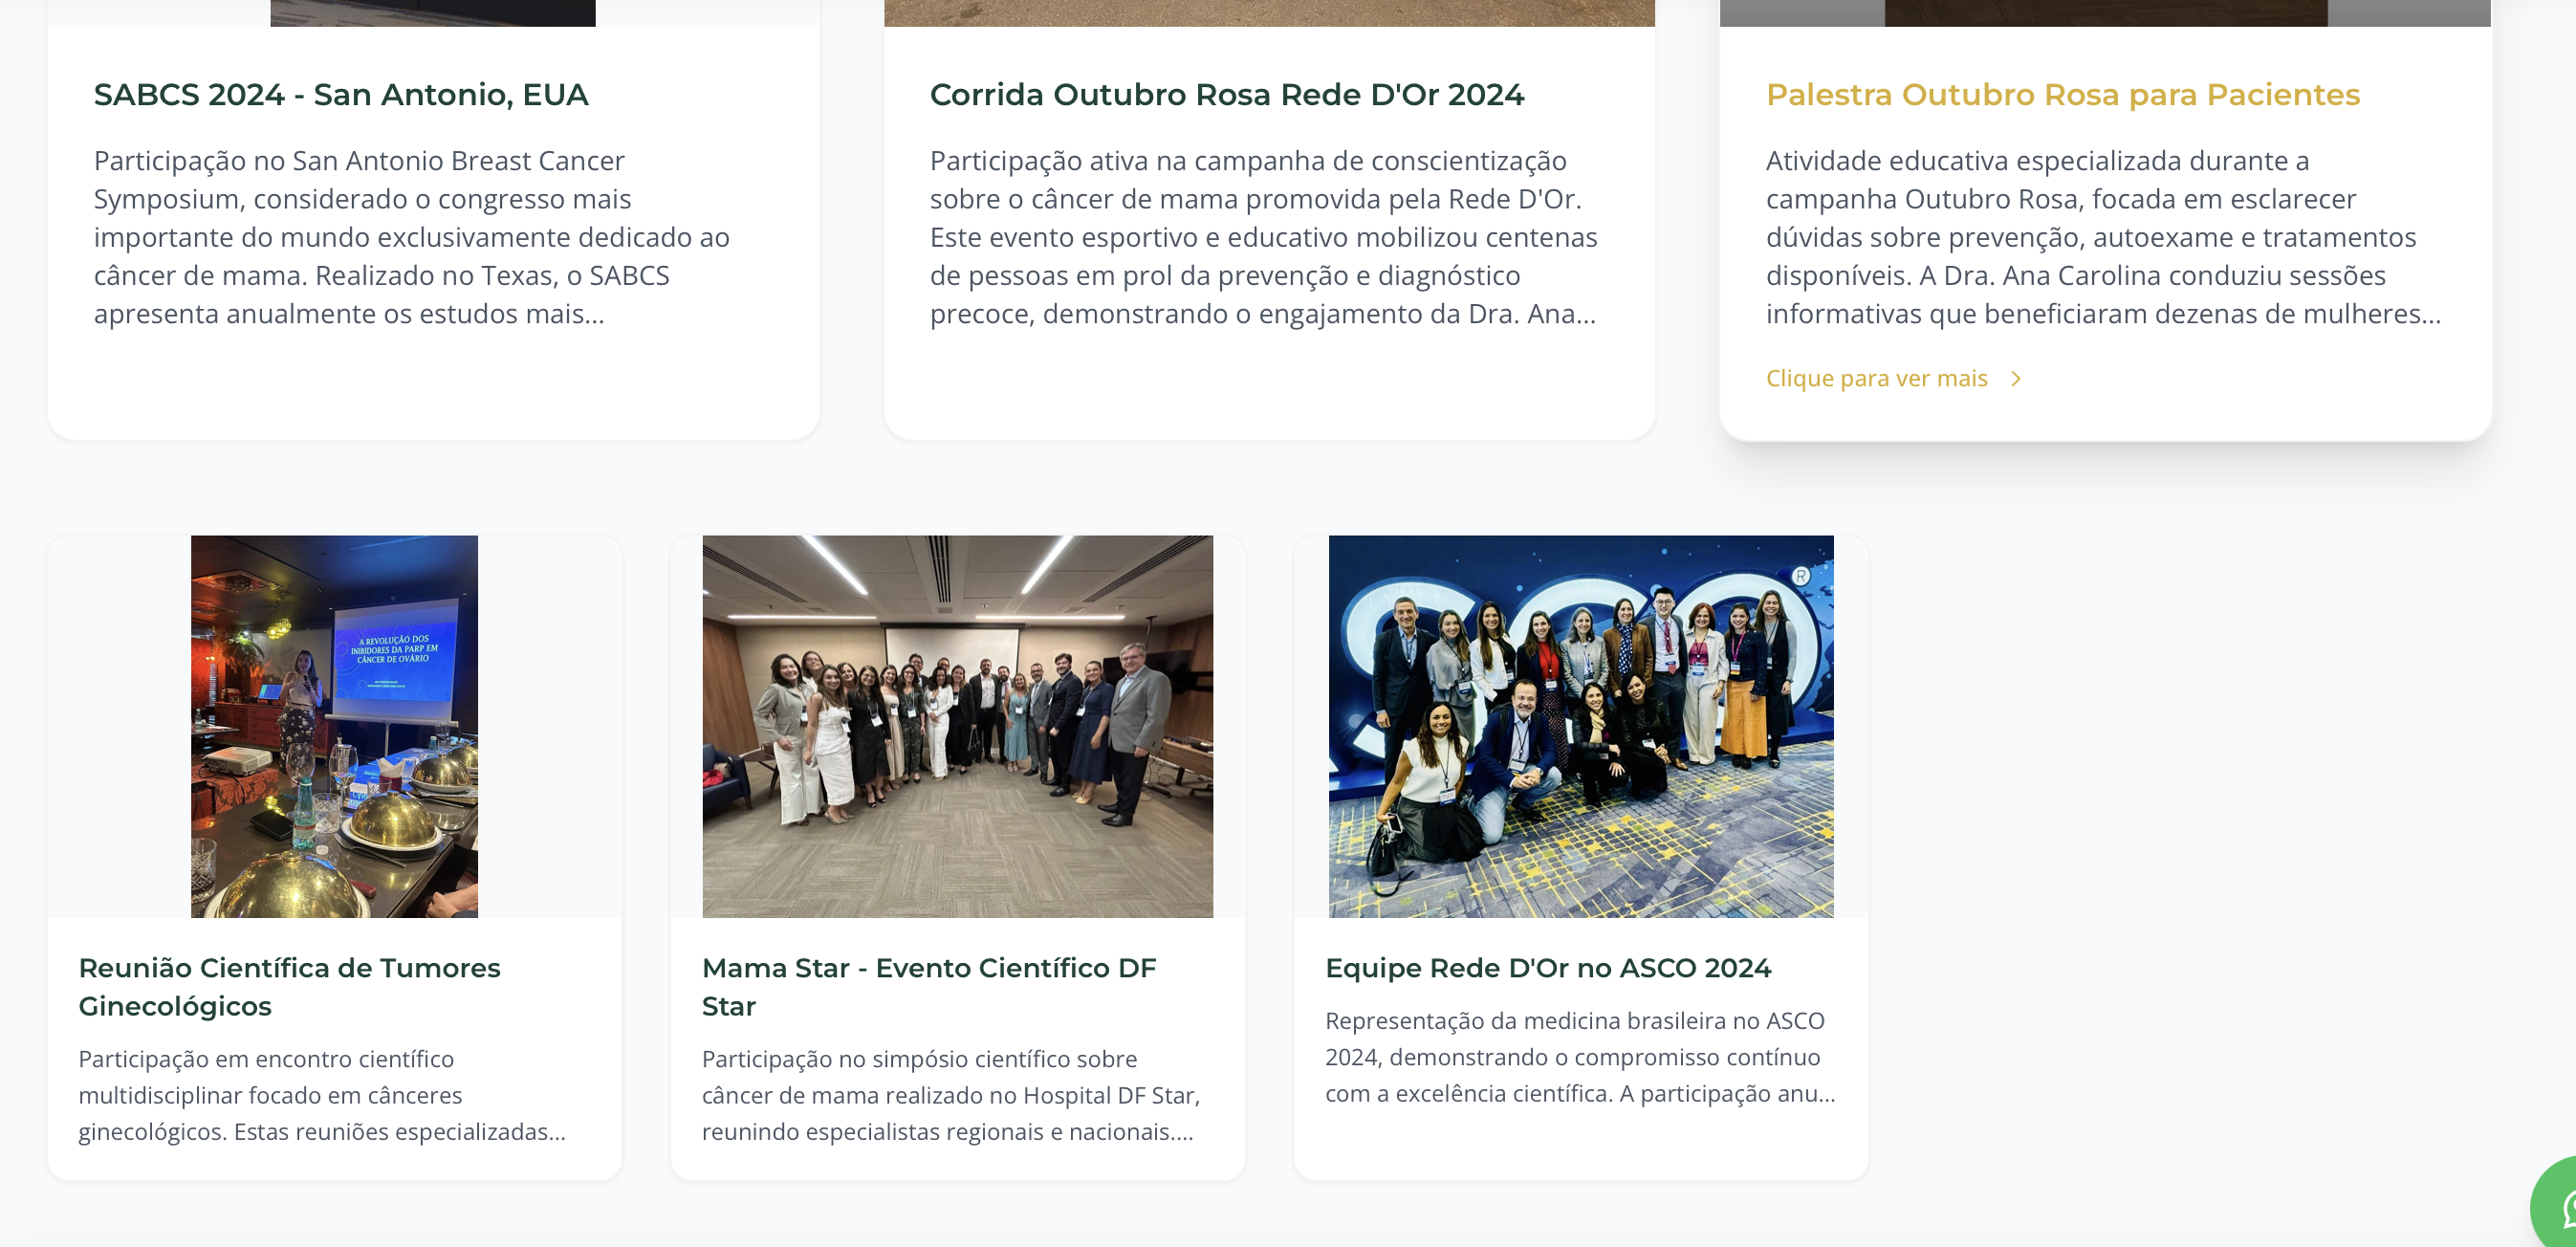 SABCS 2024 - San Antonio, EUA
Participação no San Antonio Breast Cancer
Symposium, considerado o congresso mais
importante do mundo exclusivamente dedicado ao
câncer de mama. Realizado no Texas, o SABCS
apresenta anualmente os estudos mais...
Corrida Outubro Rosa Rede D'Or 2024
Participação ativa na campanha de conscientização
sobre o câncer de mama promovida pela Rede D'Or.
Este evento esportivo e educativo mobilizou centenas
de pessoas em prol da prevenção e diagnóstico
precoce, demonstrando o engajamento da Dra. Ana...
Palestra Outubro Rosa para Pacientes
Atividade educativa especializada durante a
campanha Outubro Rosa, focada em esclarecer
dúvidas sobre prevenção, autoexame e tratamentos
disponíveis. A Dra. Ana Carolina conduziu sessões
informativas que beneficiaram dezenas de mulheres...
Clique para ver mais
A REVOLUÇÃO DOS
INIBIDORES DA PARP EM
CÂNCER DE OVÁRIO
Reunião Científica de Tumores
Ginecológicos
Participação em encontro científico
multidisciplinar focado em cânceres
ginecológicos. Estas reuniões especializadas...
Mama Star - Evento Científico DF
Star
Participação no simpósio científico sobre
câncer de mama realizado no Hospital DF Star,
reunindo especialistas regionais e nacionais....
®
Equipe Rede D'Or no ASCO 2024
Representação da medicina brasileira no ASCO
2024, demonstrando o compromisso contínuo
com a excelência científica. A participação anu...